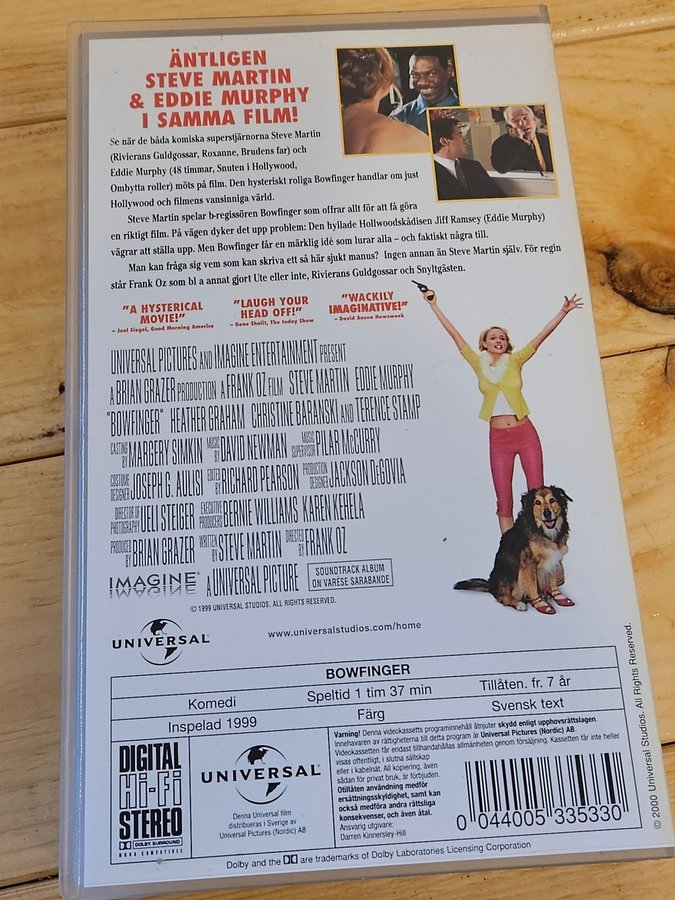 ÄNTLIGEN
STEVE MARTIN
& EDDIE MURPHY
I SAMMA FILM!
Se när de båda komiska superstjärnorna Steve Martin
(Rivierans Guldgossar, Roxanne, Brudens far) och
Eddie Murphy (48 timmar, Snuten i Hollywood,
Ombytta roller) möts på film. Den hysteriskt roliga Bowfinger handlar om just
Hollywood och filmens vansinniga värld.
Steve Martin spelar b-regissören Bowfinger som offrar allt för att få göra
en riktig film. På vägen dyker det upp problem: Den hyllade Hollwoodskådisen Jiff Ramsey (Eddie Murphy)
vägrar att ställa upp. Men Bowfinger får en märklig idé som lurar alla – och faktiskt några till.
Man kan fråga sig vem som kan skriva ett så här sjukt manus? Ingen annan än Steve Martin själv. För regin
står Frank Oz som bl a annat gjort Ute eller inte, Rivierans Guldgossar och Snyltgästen.
"A HYSTERICAL
MOVIE!"
– Joel Siegel, Good Morning America
"LAUGH YOUR
HEAD OFF!"
– Gene Shalit, The today Show
"WACKILY
IMAGINATIVE!"
– David Ansen Newsweek
UNIVERSAL PICTURES AND IMAGINE ENTERTAINMENT PRESENT
A BRIAN GRAZER PRODUCTION A FRANK OZ FILM STEVE MARTIN EDDIE MURPHY
"BOWFINGER" HEATHER GRAHAM CHRISTINE BARANSKI AND TERENCE STAMP
CASTING BY MARGERY SIMKIN MUSIC BY DAVID NEWMAN MUSIC SUPERVISOR PILAR McCURRY
COSTUME DESIGNER JOSEPH G. AULISI EDITED BY RICHARD PEARSON PRODUCTION DESIGNER JACKSON DeGOVIA
DIRECTOR OF PHOTOGRAPHY UELI STEIGER EXECUTIVE PRODUCERS BERNIE WILLIAMS KAREN KEHELA
PRODUCED BY BRIAN GRAZER WRITTEN BY STEVE MARTIN DIRECTED BY FRANK OZ
IMAGINE® A UNIVERSAL PICTURE
SOUNDTRACK ALBUM
ON VARÈSE SARABANDE
© 1999 UNIVERSAL STUDIOS. ALL RIGHTS RESERVED.
UNIVERSAL
www.universalstudios.com/home
BOWFINGER
Komedi Speltid 1 tim 37 min Tillåten. fr. 7 år
Inspelad 1999 Färg Svensk text
DIGITAL
Hi-Fi
STEREO
DOLBY SURROUND
MONO COMPATIBLE
UNIVERSAL
Denna Universal film
distribueras i Sverige av
Universal Pictures (Nordic) AB
Varning! Denna videokassetts programinnehåll åtnjuter skydd enligt upphovsrättslagen.
Innehavaren av rättigheterna till detta program är Universal Pictures (Nordic) AB.
Videokassetten får endast tillhandahållas allmänheten genom försäljning. Kassetten får inte heller
visas offentligt, i slutna sällskap
eller i kabelnät. All kopiering, även
sådan för privat bruk, är förbjuden.
Otillåten användning medför
ersättningsskyldighet, samt kan
också medföra andra rättsliga
konsekvenser, och även åtal.
Ansvarig utgivare:
Darren Kinnersley-Hill
0 044005 335330
Dolby and the DD are trademarks of Dolby Laboratories Licensing Corporation
© 2000 Universal Studios. All Rights Reserved.